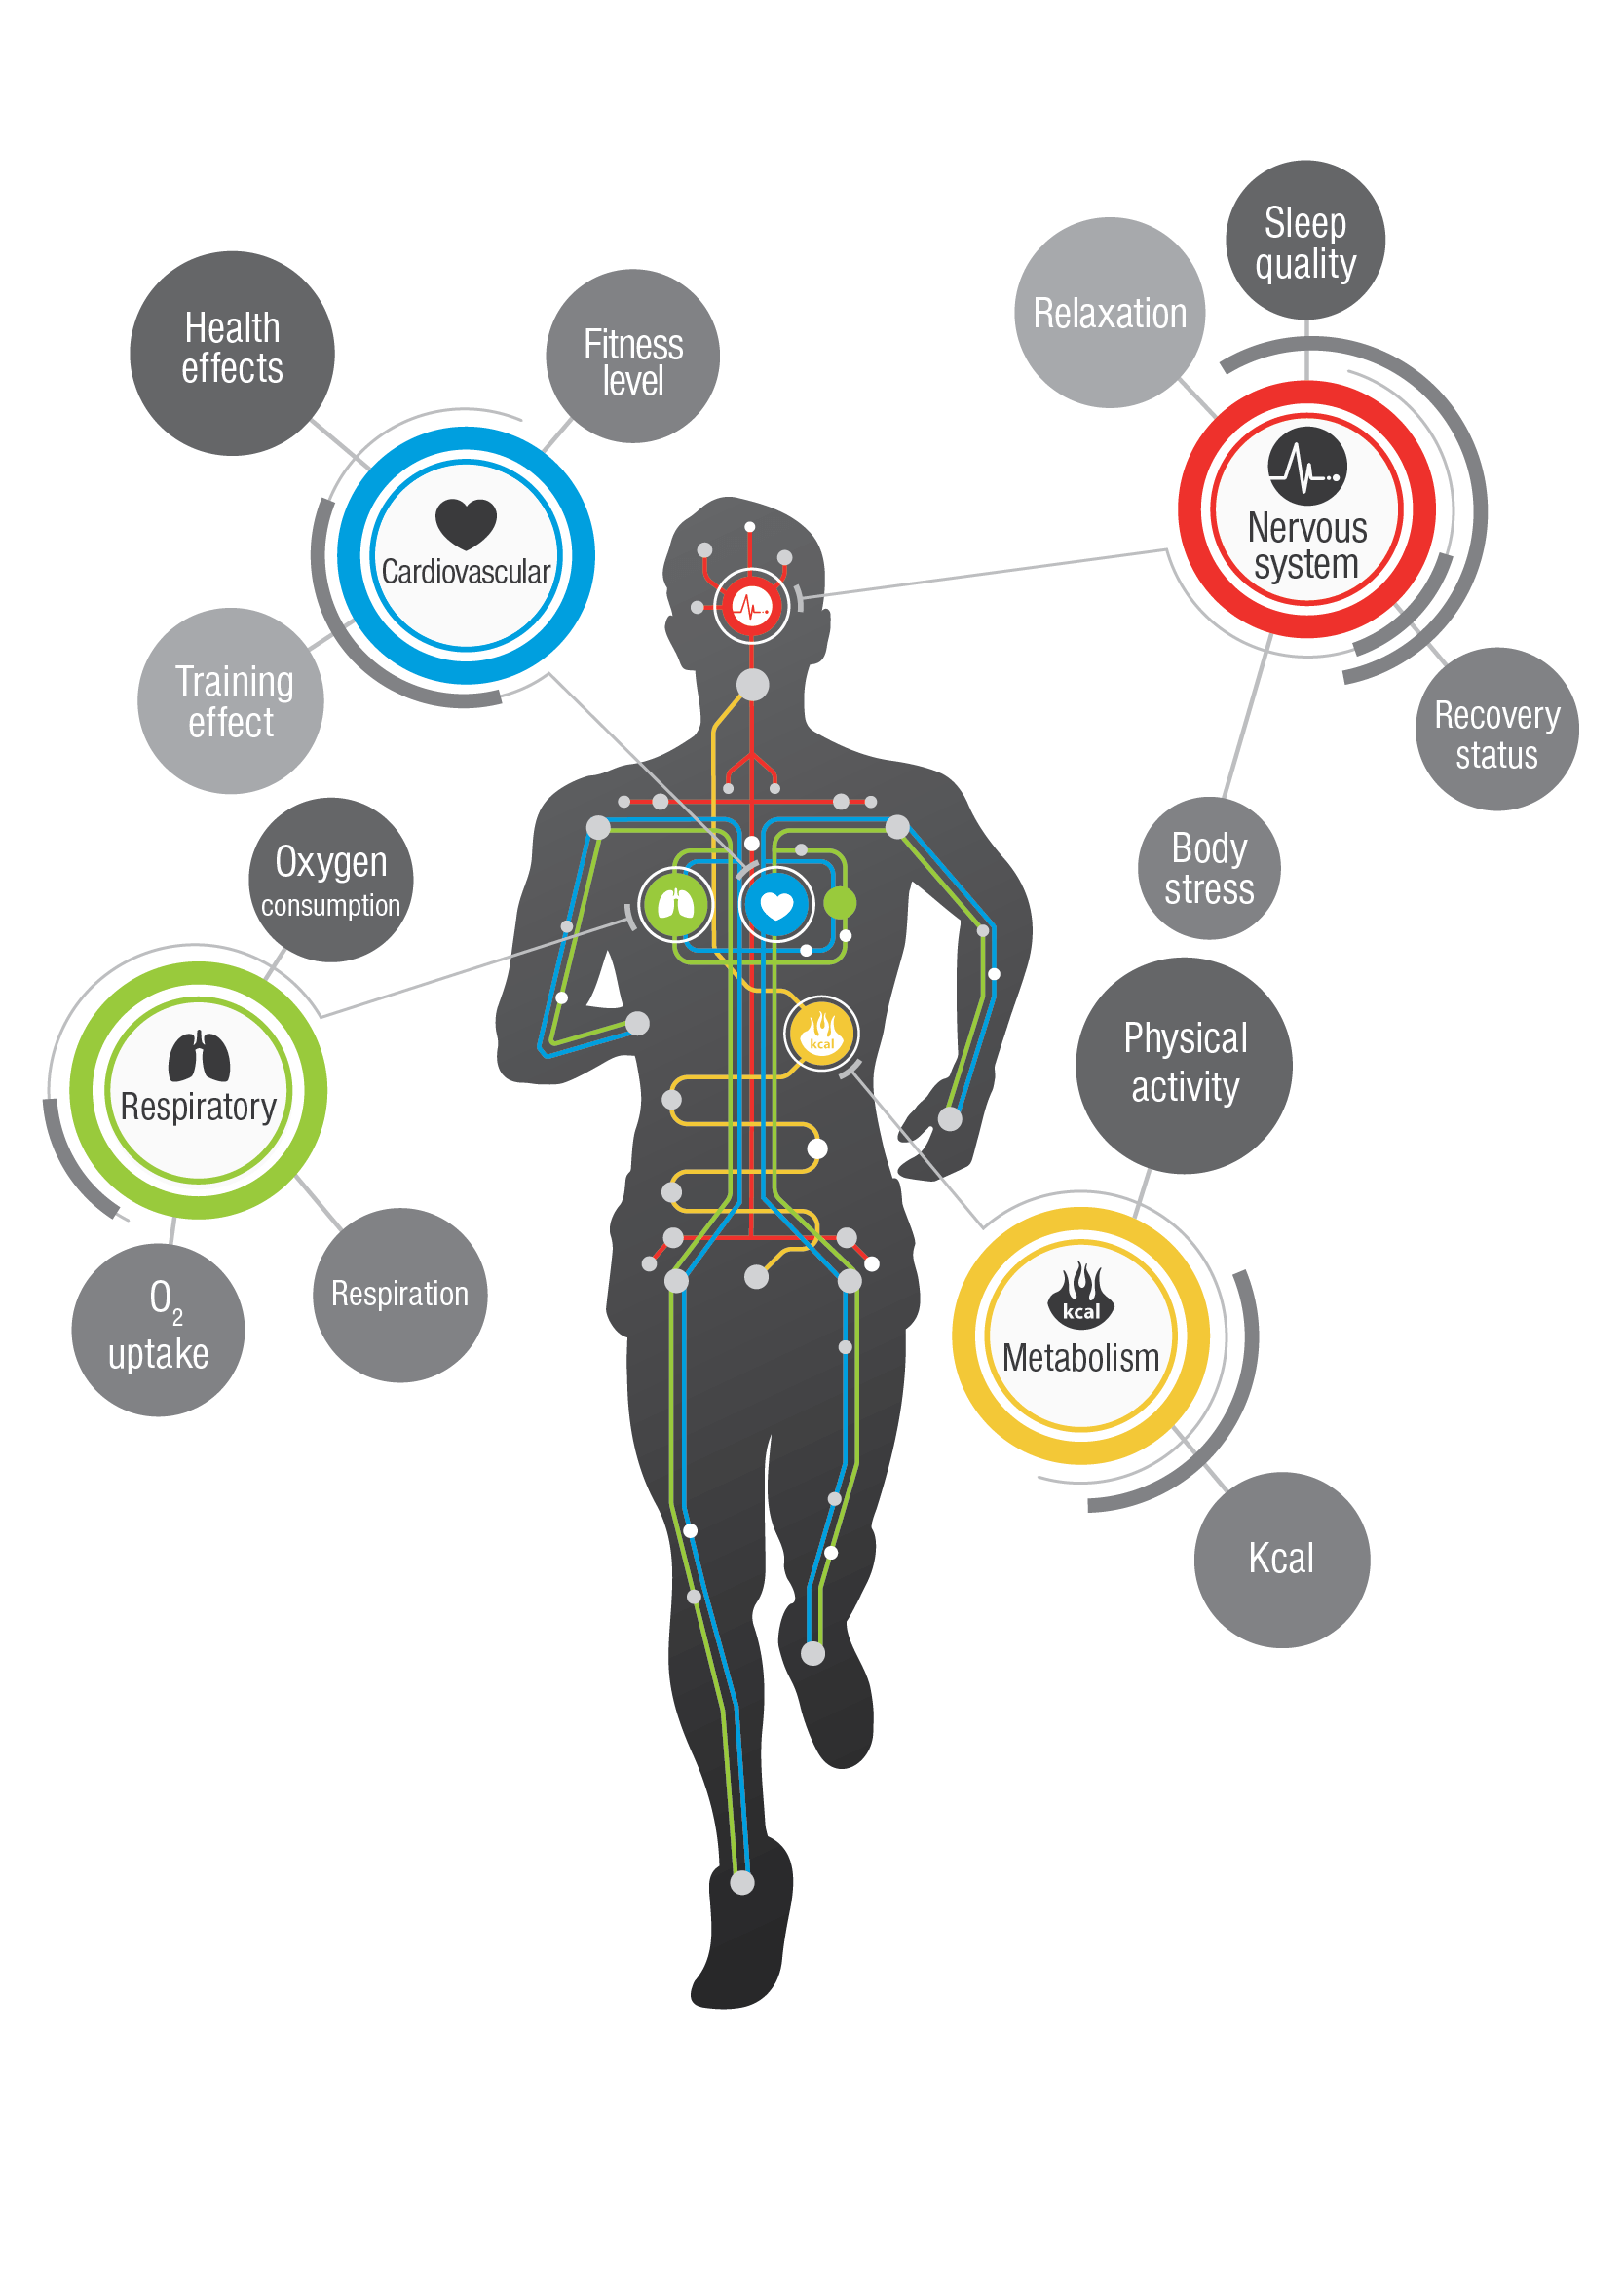 Health
effects
Fitness
level
Cardiovascular
Training
effect
Relaxation
Sleep
quality
Nervous
system
Recovery
status
Body
stress
Oxygen
consumption
Respiratory
O2
uptake
Respiration
kcal
Physical
activity
kcal
Metabolism
Kcal